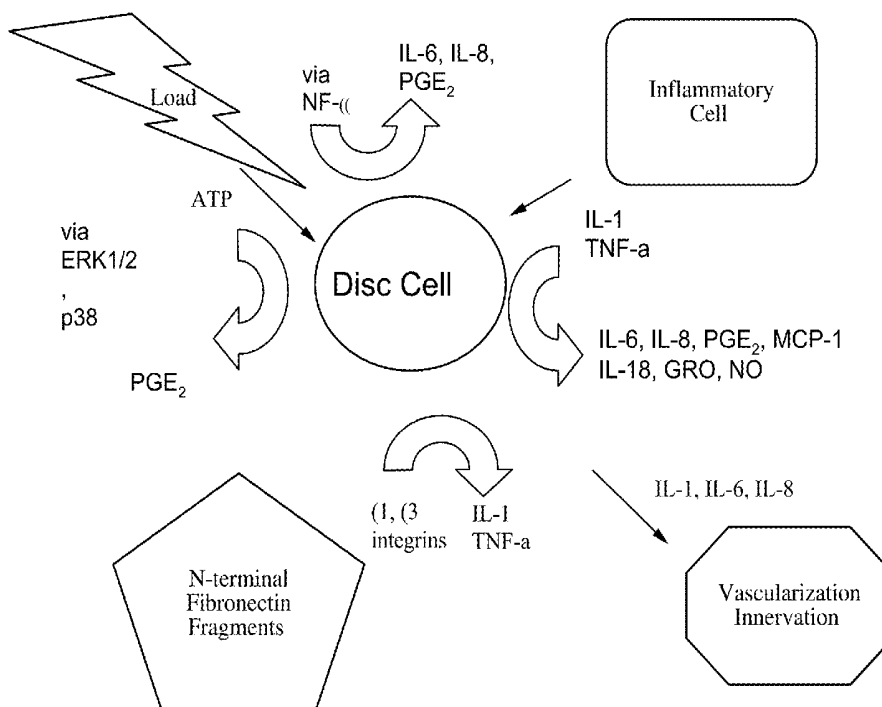 Load
via
NF-((
IL-6, IL-8,
PGE₂
Inflammatory
Cell
ATP
via
ERK1/2
,
p38
PGE₂
Disc Cell
IL-1
TNF-a
IL-6, IL-8, PGE₂, MCP-1
IL-18, GRO, NO
(1, (3
integrins
IL-1
TNF-a
IL-1, IL-6, IL-8
N-terminal
Fibronectin
Fragments
Vascularization
Innervation